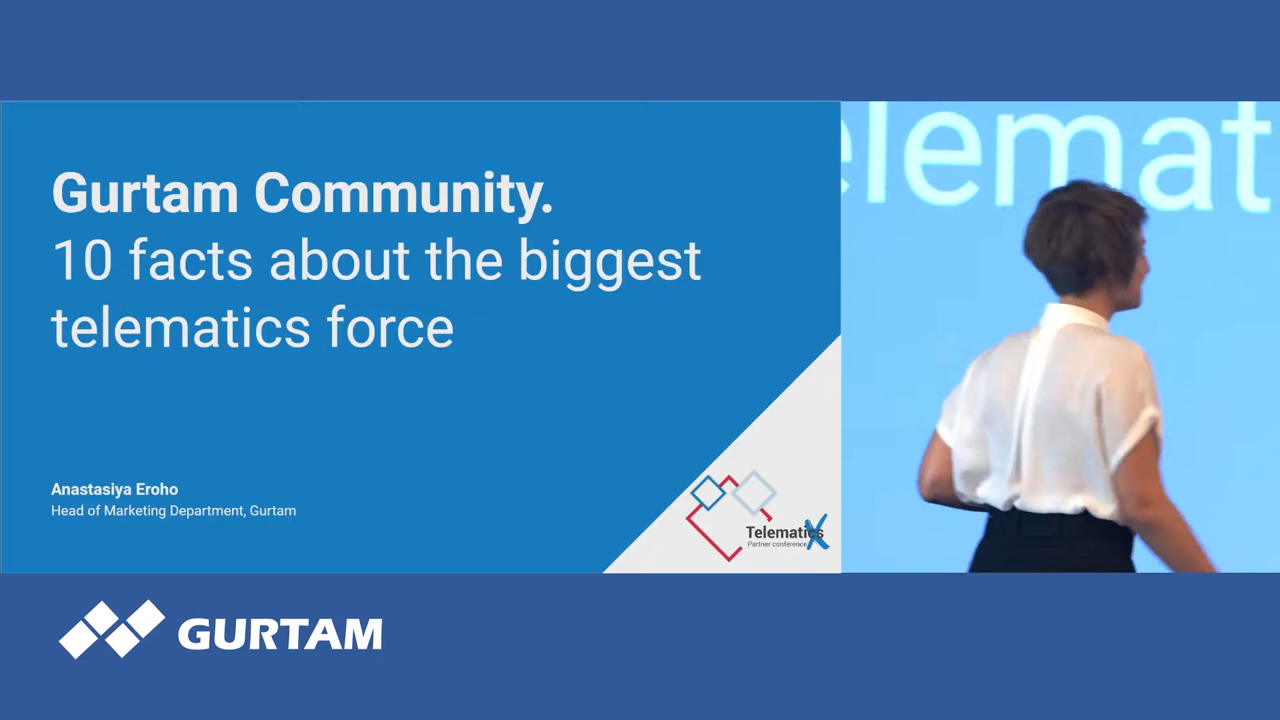 Gurtam Community.
10 facts about the biggest
telematics force
Anastasiya Eroho
Head of Marketing Department, Gurtam
Telematics
Partner conference
X
elemat
GURTAM